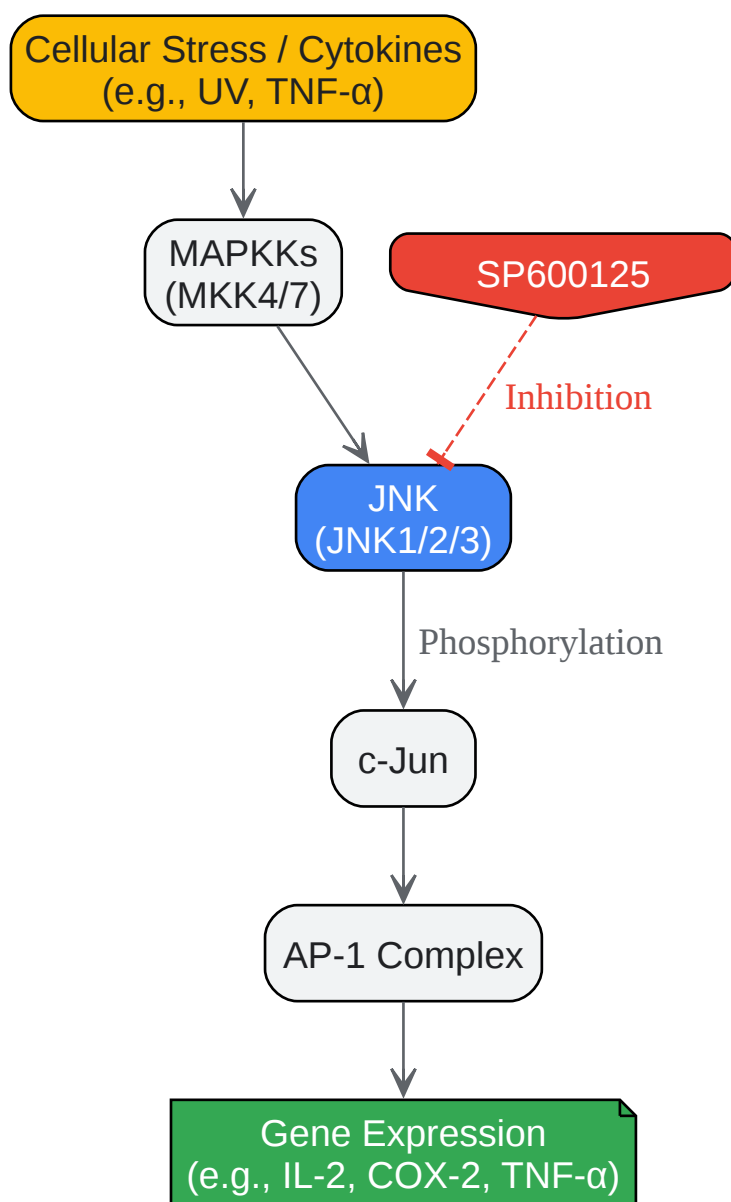 Cellular Stress / Cytokines
(e.g., UV, TNF-α)
MAPKKs
(MKK4/7)
SP600125
Inhibition
JNK
(JNK1/2/3)
Phosphorylation
c-Jun
AP-1 Complex
Gene Expression
(e.g., IL-2, COX-2, TNF-α)